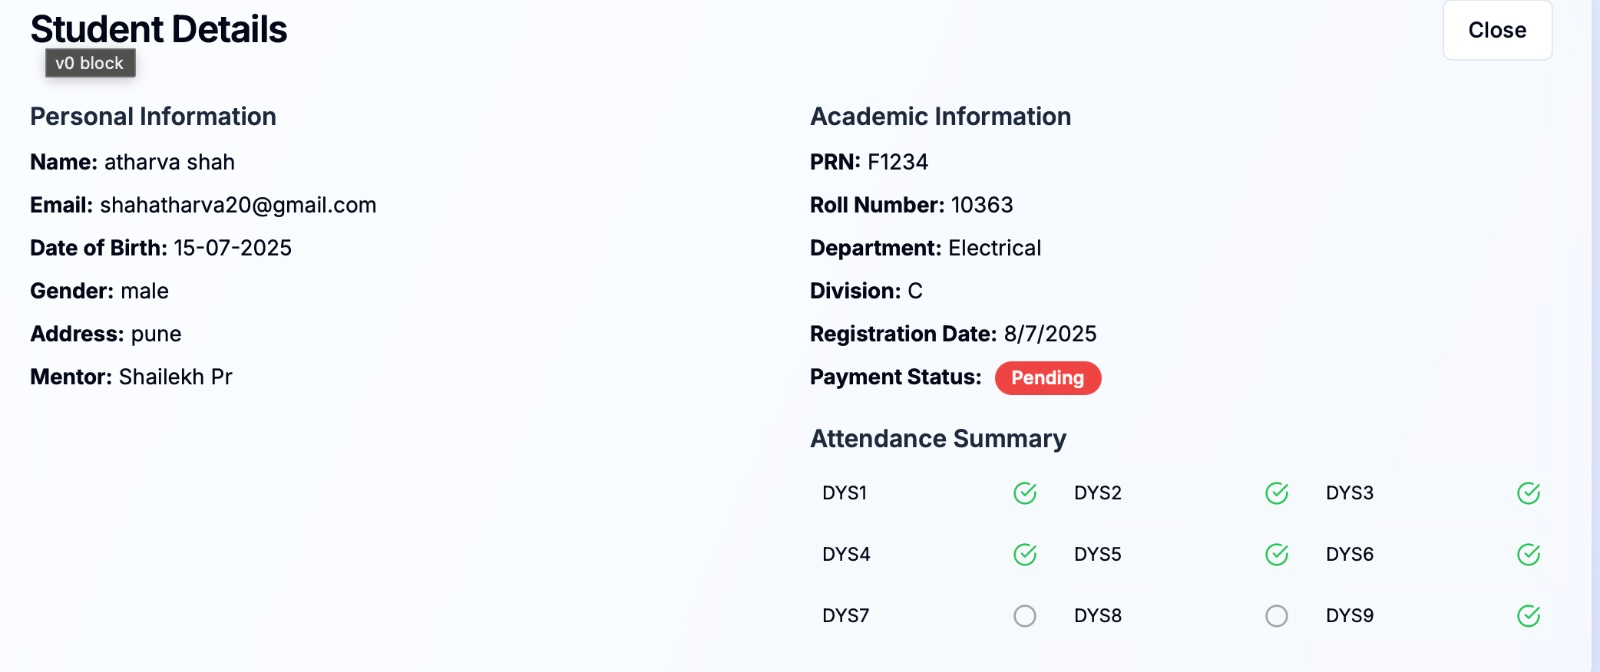 Student Details
Close
v0 block
Personal Information
Name: atharva shah
Email: shahatharva20@gmail.com
Date of Birth: 15-07-2025
Gender: male
Address: pune
Mentor: Shailekh Pr
Academic Information
PRN: F1234
Roll Number: 10363
Department: Electrical
Division: C
Registration Date: 8/7/2025
Payment Status: Pending
Attendance Summary
DYS1 DYS2 DYS3
DYS4 DYS5 DYS6
DYS7 DYS8 DYS9